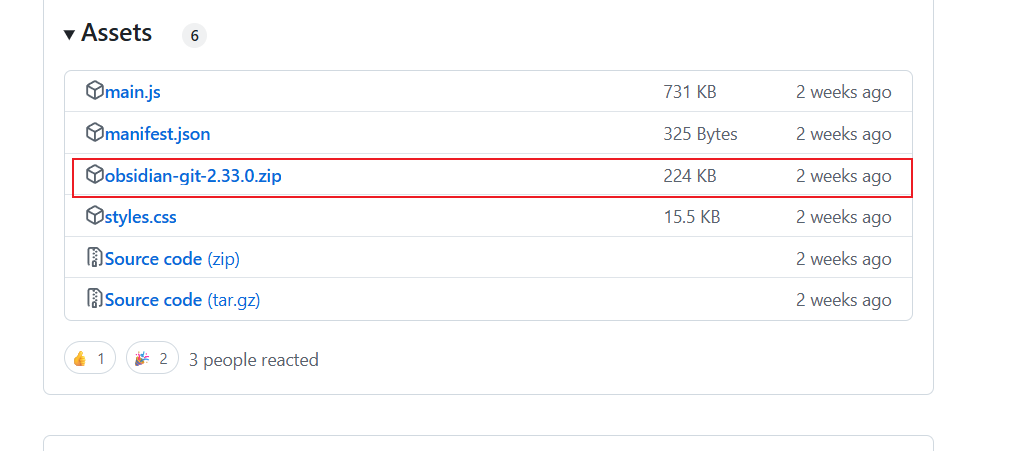 Assets 6
main.js 731 KB 2 weeks ago
manifest.json 325 Bytes 2 weeks ago
obsidian-git-2.33.0.zip 224 KB 2 weeks ago
styles.css 15.5 KB 2 weeks ago
Source code (zip) 2 weeks ago
Source code (tar.gz) 2 weeks ago
👍 1 🎉 2 3 people reacted